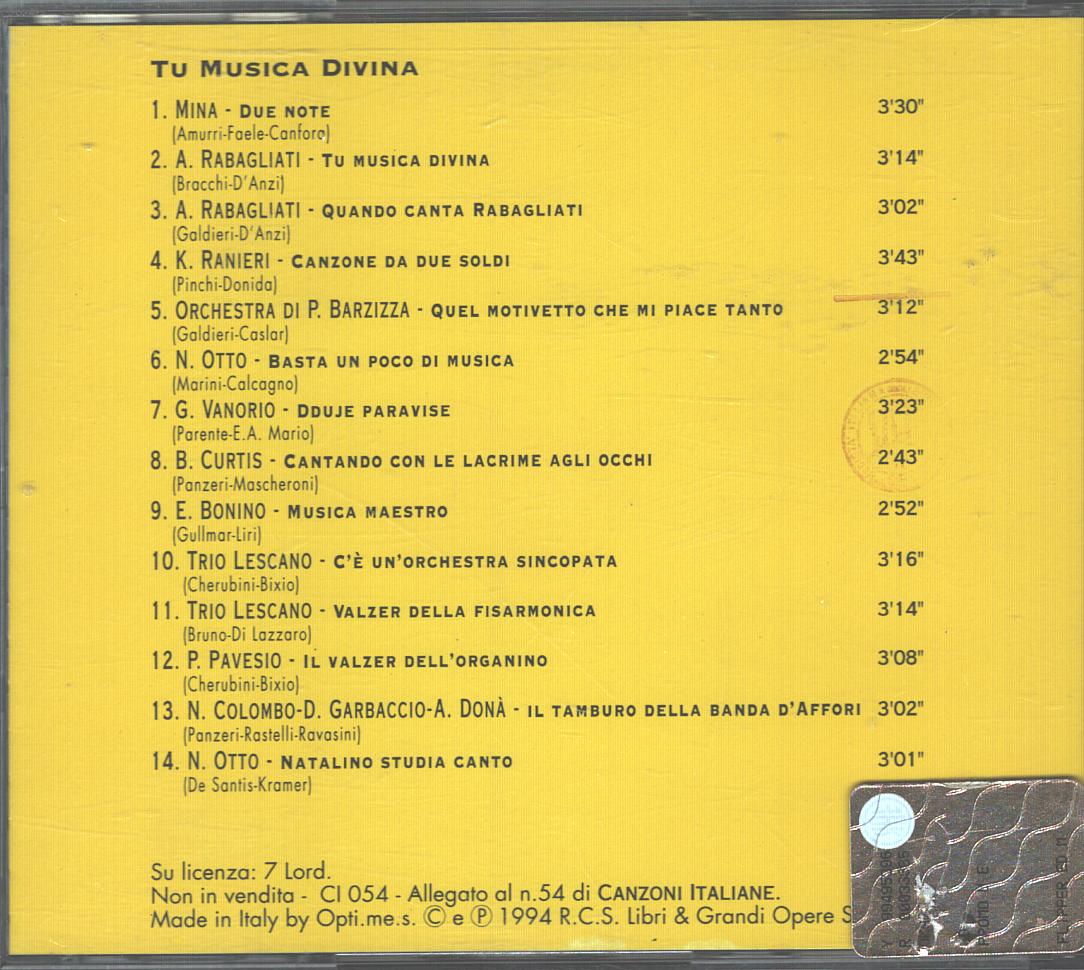 TU MUSICA DIVINA
1. MINA - DUE NOTE 3'30"
(Amurri-Faele-Canfora)
2. A. RABAGLIATI - TU MUSICA DIVINA 3'14"
(Bracchi-D'Anzi)
3. A. RABAGLIATI - QUANDO CANTA RABAGLIATI 3'02"
(Galdieri-D'Anzi)
4. K. RANIERI - CANZONE DA DUE SOLDI 3'43"
(Pinchi-Donida)
5. ORCHESTRA DI P. BARZIZZA - QUEL MOTIVETTO CHE MI PIACE TANTO 3'12"
(Galdieri-Caslar)
6. N. OTTO - BASTA UN POCO DI MUSICA 2'54"
(Marini-Calcagno)
7. G. VANORIO - DDUJE PARAVISE 3'23"
(Parente-E.A. Mario)
8. B. CURTIS - CANTANDO CON LE LACRIME AGLI OCCHI 2'43"
(Panzeri-Mascheroni)
9. E. BONINO - MUSICA MAESTRO 2'52"
(Gullmar-Liri)
10. TRIO LESCANO - C'È UN'ORCHESTRA SINCOPATA 3'16"
(Cherubini-Bixio)
11. TRIO LESCANO - VALZER DELLA FISARMONICA 3'14"
(Bruno-Di Lazzaro)
12. P. PAVESIO - IL VALZER DELL'ORGANINO 3'08"
(Cherubini-Bixio)
13. N. COLOMBO-D. GARBACCIO-A. DONÀ - IL TAMBURO DELLA BANDA D'AFFORI 3'02"
(Panzeri-Rastelli-Ravasini)
14. N. OTTO - NATALINO STUDIA CANTO 3'01"
(De Santis-Kramer)
Su licenza: 7 Lord.
Non in vendita - CI 054 - Allegato al n.54 di CANZONI ITALIANE.
Made in Italy by Opti.me.s. © e ℗ 1994 R.C.S. Libri & Grandi Opere S